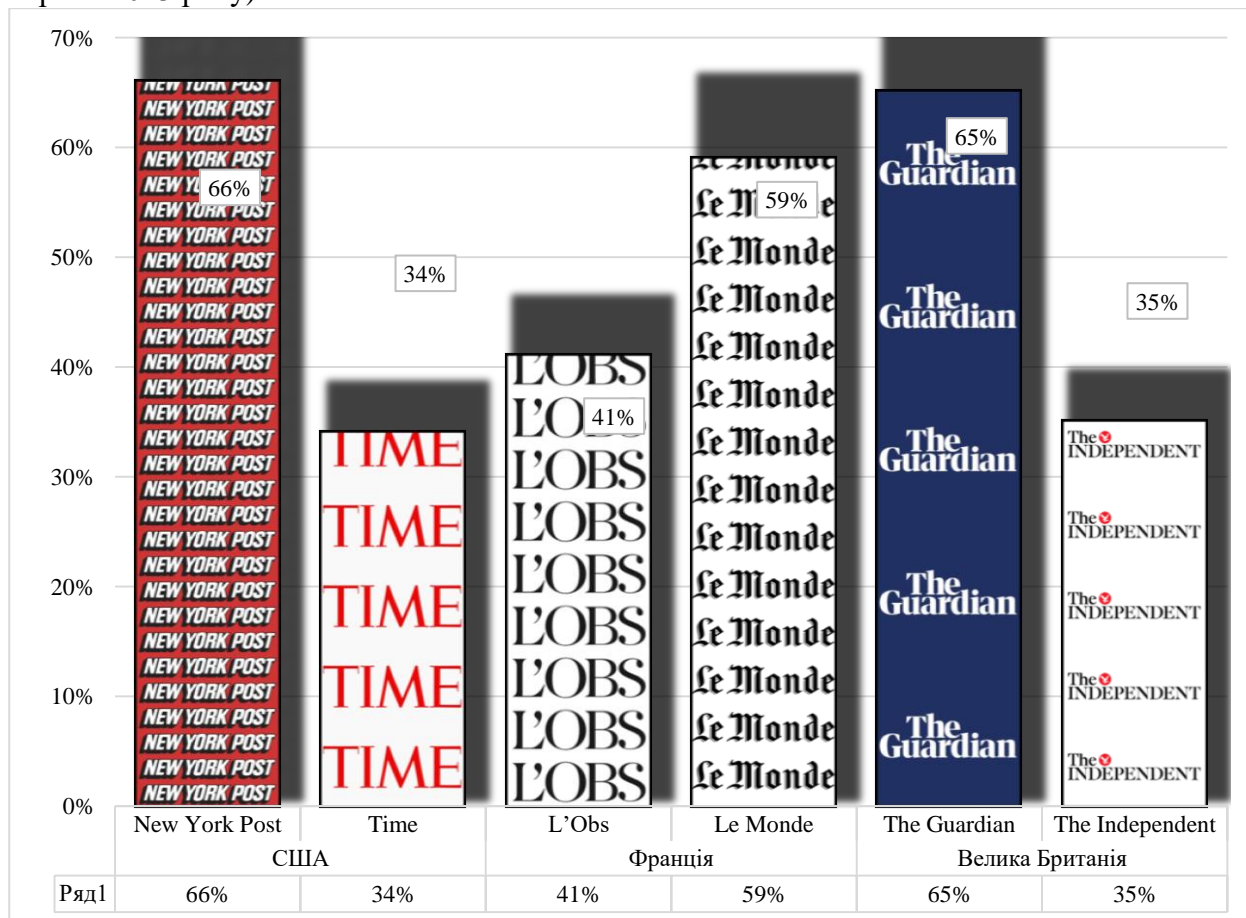 70%
60%
50%
40%
30%
20%
10%
0%
66%
34%
41%
59%
65%
35%
NEW YORK POST
TIME
L'OBS
Le Monde
The Guardian
The INDEPENDENT
New York Post Time L'Obs Le Monde The Guardian The Independent
США Франція Велика Британія
Ряд1 66% 34% 41% 59% 65% 35%